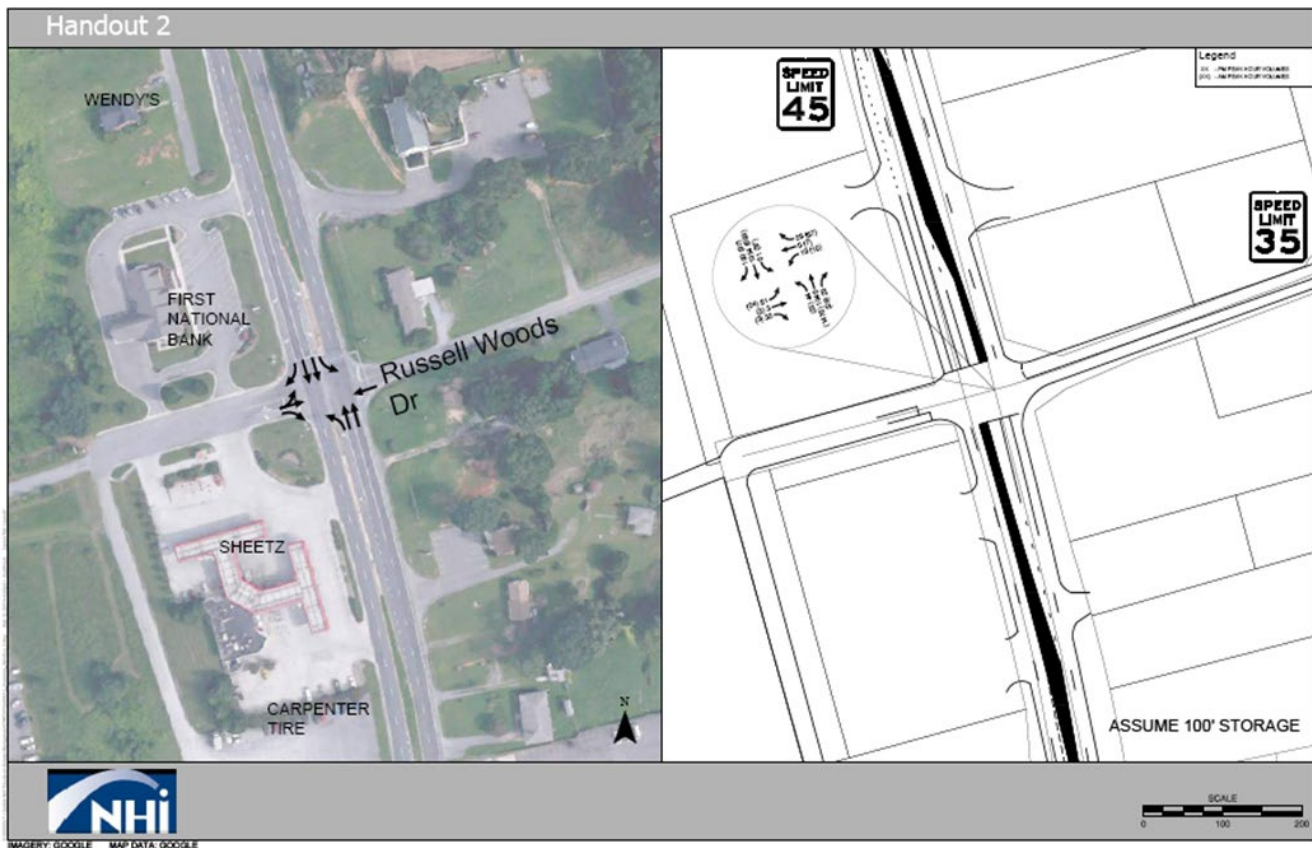 Handout 2
WENDY'S
FIRST
NATIONAL
BANK
Russell Woods
Dr
SHEETZ
CARPENTER
TIRE
N
SPEED
LIMIT
45
Legend
SPEED
LIMIT
35
ASSUME 100' STORAGE
NHi
SCALE
0 100 200
IMAGERY: GOOGLE MAP DATA: GOOGLE